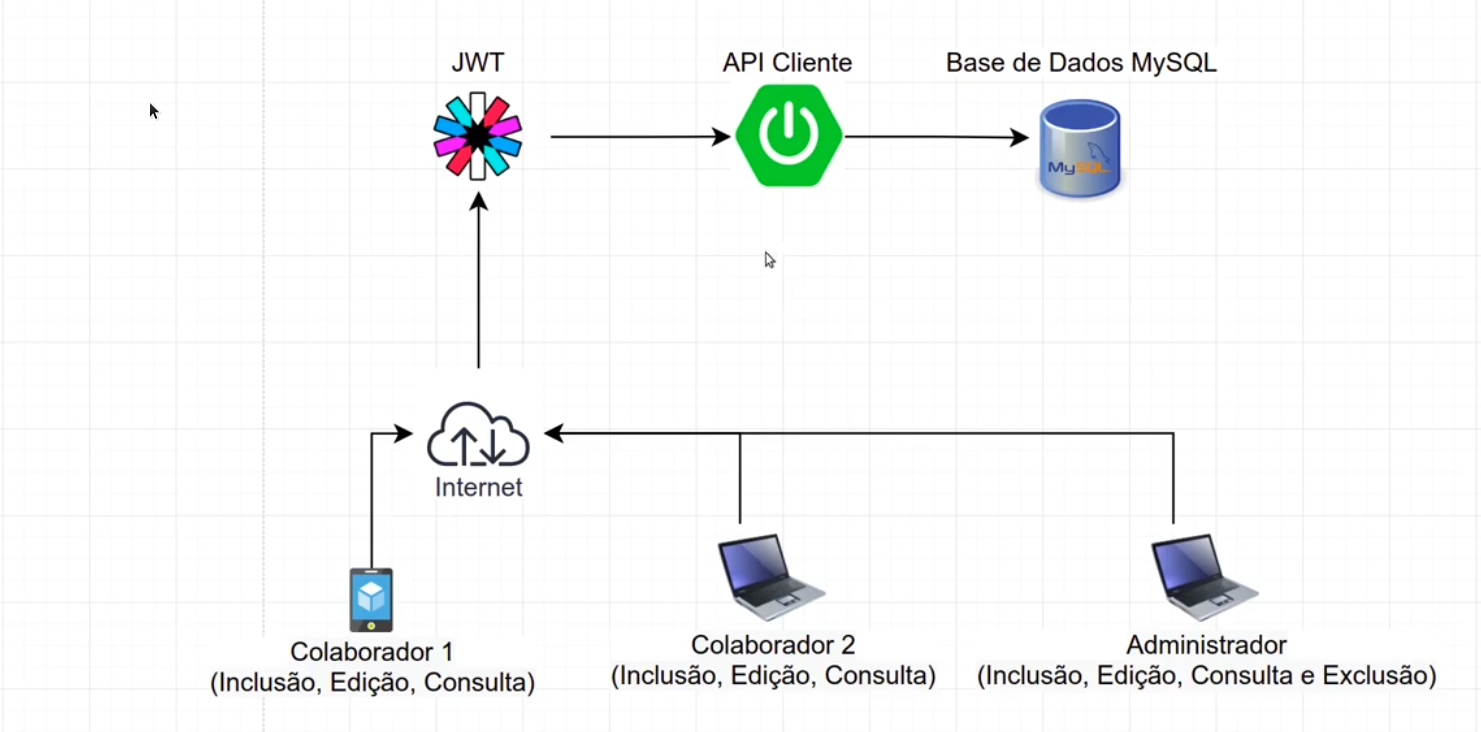 JWT
API Cliente
Base de Dados MySQL
MySQL
Internet
Colaborador 1
(Inclusão, Edição, Consulta)
Colaborador 2
(Inclusão, Edição, Consulta)
Administrador
(Inclusão, Edição, Consulta e Exclusão)